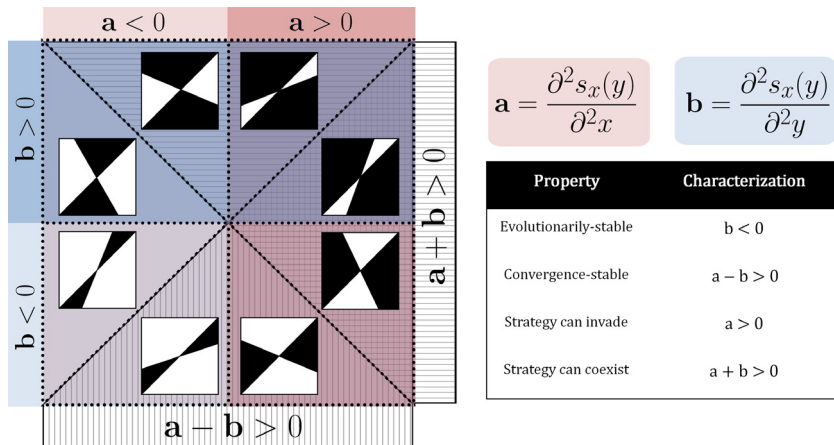 a < 0
a > 0
b > 0
b < 0
a + b > 0
a − b > 0
a = ∂²s_x(y) / ∂²x
b = ∂²s_x(y) / ∂²y
Property Characterization
Evolutionarily-stable b < 0
Convergence-stable a − b > 0
Strategy can invade a > 0
Strategy can coexist a + b > 0